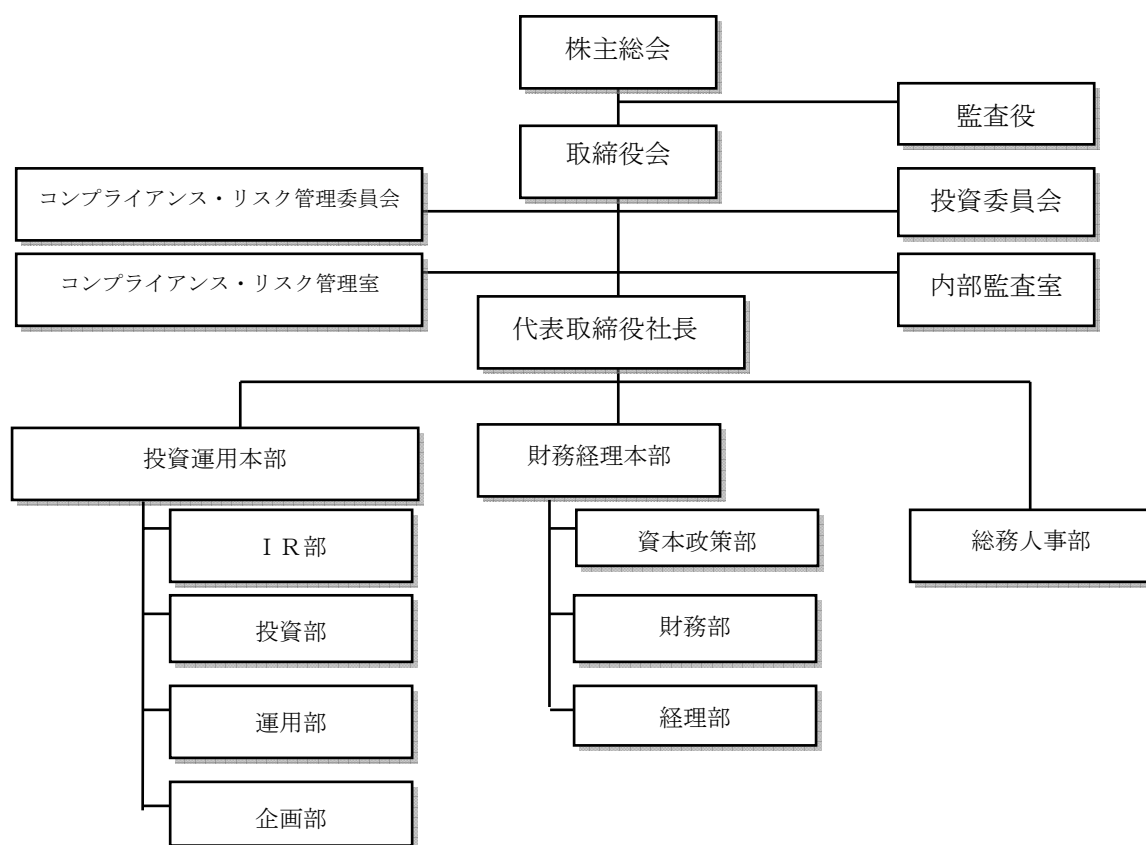 株主総会
監査役
取締役会
コンプライアンス・リスク管理委員会
投資委員会
コンプライアンス・リスク管理室
内部監査室
代表取締役社長
投資運用本部
財務経理本部
ＩＲ部
資本政策部
総務人事部
投資部
財務部
運用部
経理部
企画部